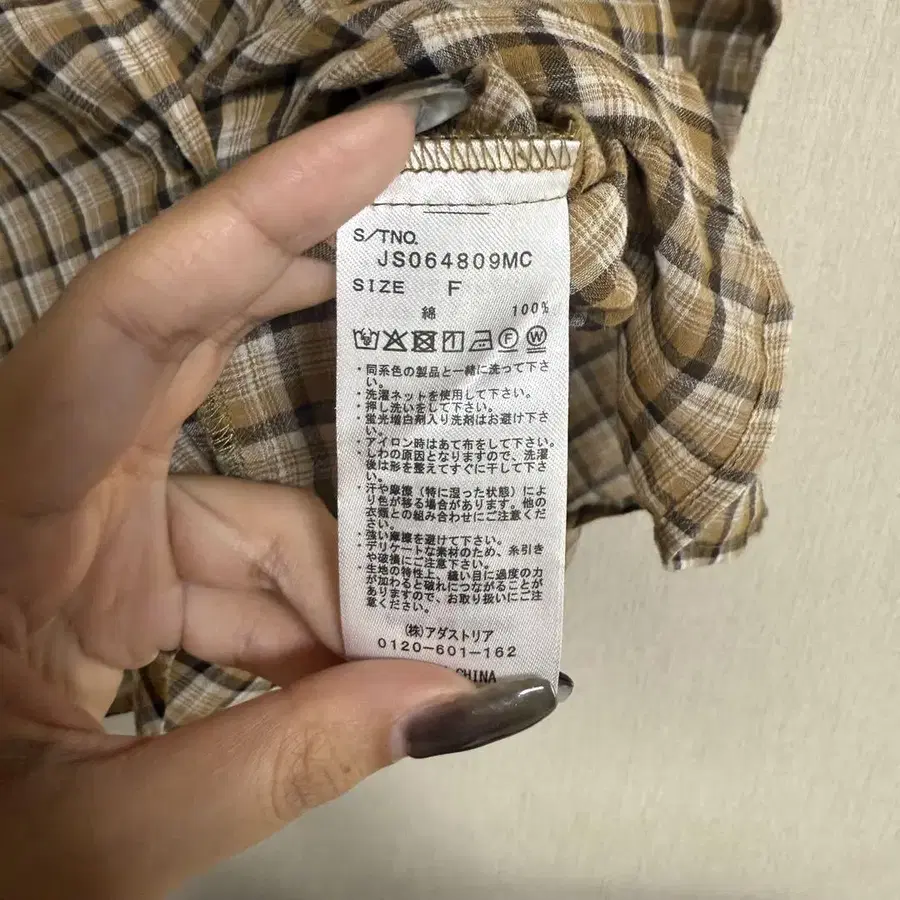 S/TNO.
JS064809MC
SIZE F
綿 100%
・同系色の製品と一緒に洗って下さ
い。
・洗濯ネットを使用して下さい。
・押し洗いをして下さい。
・蛍光増白剤入り洗剤はお避け下さ
い。
・アイロン時はあて布をして下さい。
・しわの原因となりますので、洗濯
後は形を整えてすぐに干して下さ
い。
・汗や摩擦（特に湿った状態）によ
り色が移る場合があります。他の
衣類との組み合わせにご注意くだ
さい。
・強い摩擦を避けて下さい。
・デリケートな素材のため、糸引き
や破損にご注意下さい。
・生地の特性上、縫い目に過度の力
が加わると破れにつながることが
ありますので、お取り扱いにご注
意ください。
(株)アダストリア
0120-601-162
CHINA